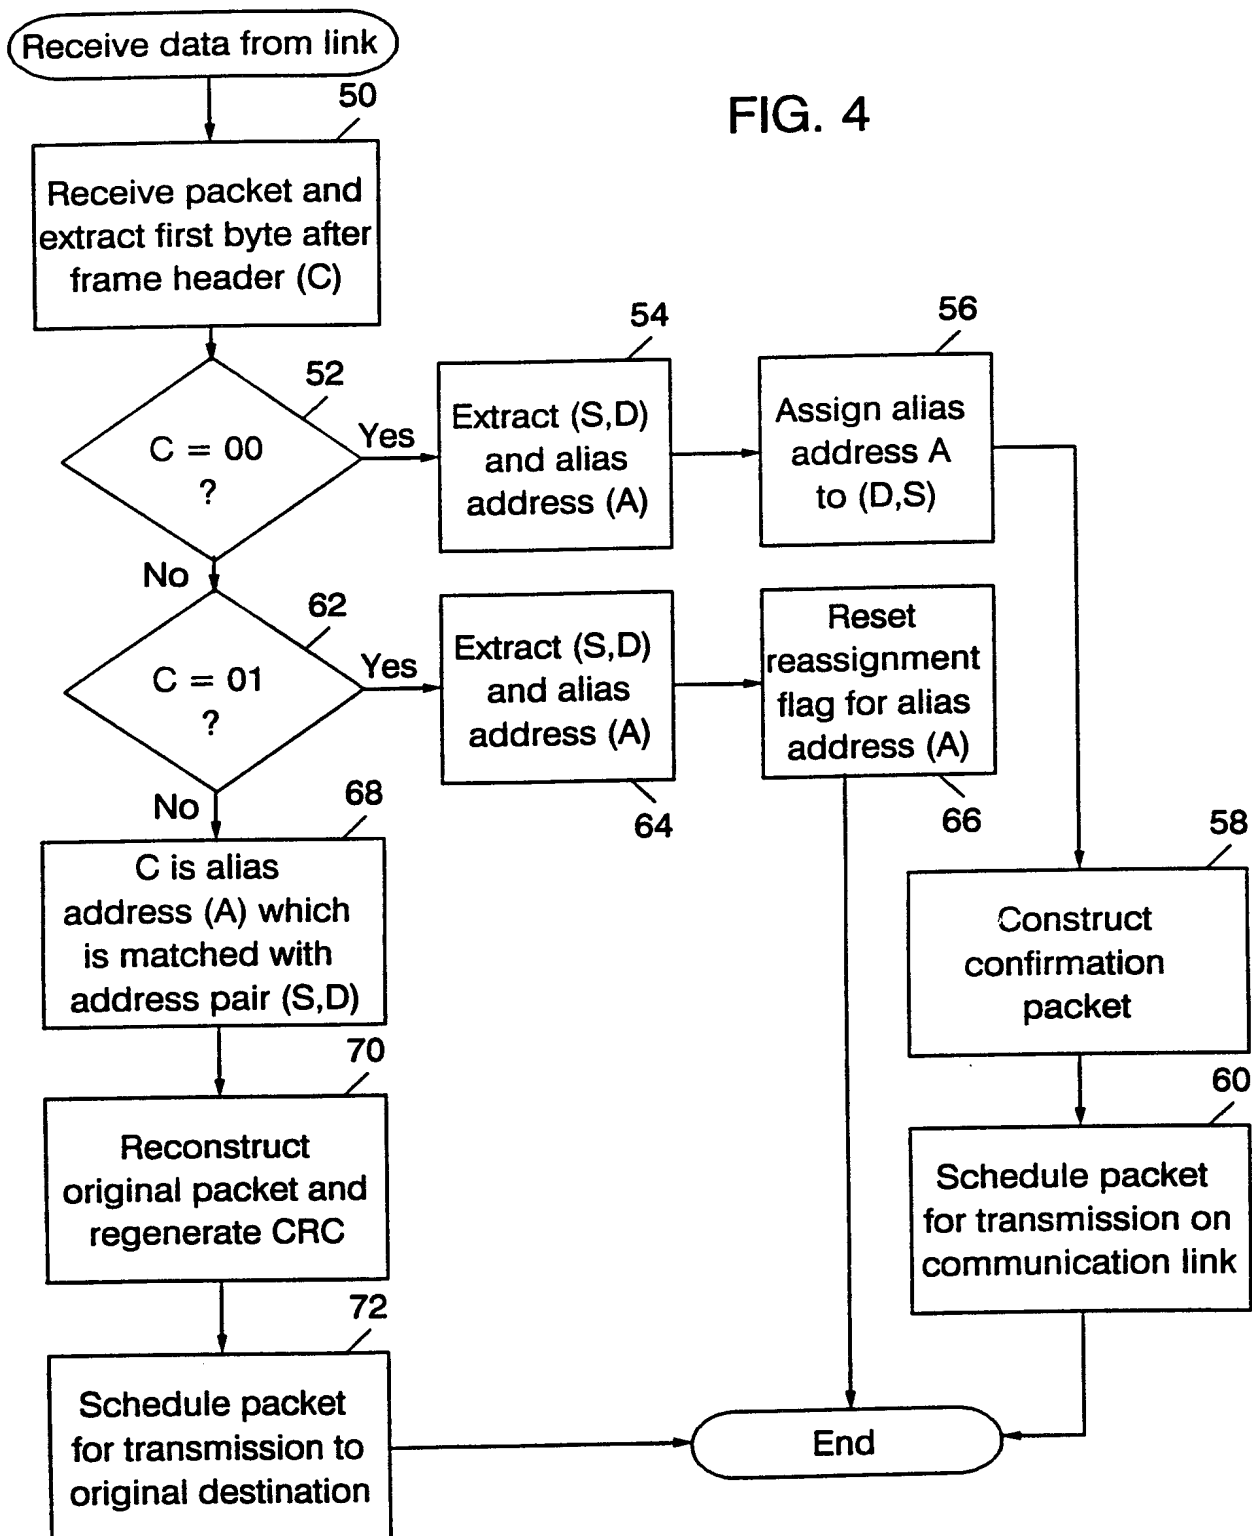 Receive data from link
50
FIG. 4
Receive packet and
extract first byte after
frame header (C)
52
C = 00
?
Yes
No
54
Extract (S,D)
and alias
address (A)
56
Assign alias
address A
to (D,S)
62
C = 01
?
Yes
No
Extract (S,D)
and alias
address (A)
64
Reset
reassignment
flag for alias
address (A)
66
68
C is alias
address (A) which
is matched with
address pair (S,D)
58
Construct
confirmation
packet
70
Reconstruct
original packet and
regenerate CRC
60
Schedule packet
for transmission on
communication link
72
Schedule packet
for transmission to
original destination
End